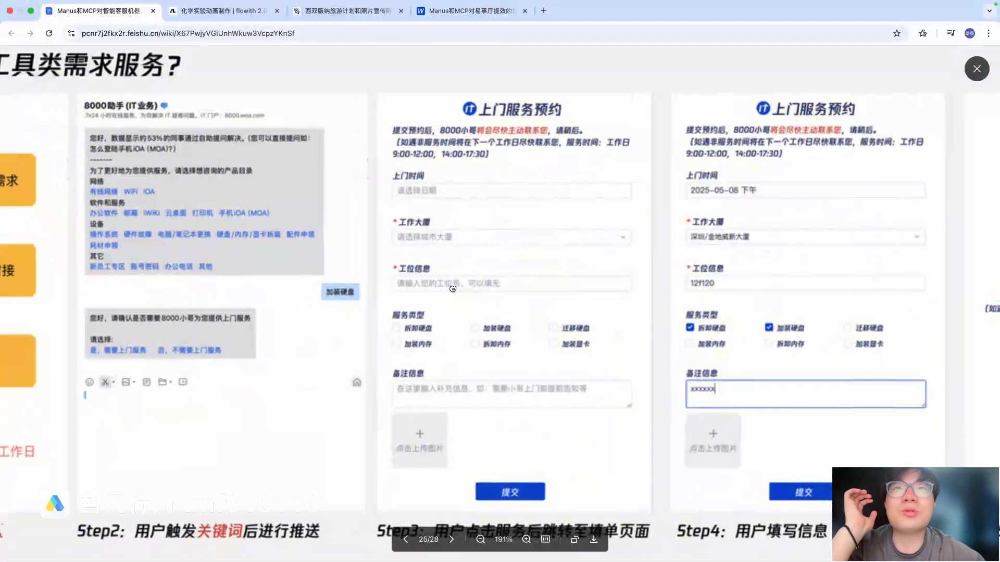 Manus和MCP对智能客服机器
化学实验动画制作 | flowith 2.0
西双版纳旅游计划和照片宣传
Manus和MCP对易事厅提效的
pcnr7j2fkx2r.feishu.cn/wiki/X67PwjyVGiUnhWkuw3VcpzYKnSf
皓辰
工具类需求服务?
需求
接
工作日
8000助手 (IT业务)
7x24 小时在线服务,为你解决 IT 疑难问题。IT 门户:8000.woa.com
您好,数据显示约53%的同事通过自助提问解决。(您可以直接提问如:
怎么登陆手机iOA (MOA)?)
-------
为了更好地为您提供服务,请选择想咨询的产品目录
网络
有线网络 WiFi iOA
软件和服务
办公软件 邮箱 iWiki 云桌面 打印机 手机iOA (MOA)
设备
操作系统 硬件故障 电脑/笔记本更换 硬盘/内存/显卡拆装 配件申领
耗材申领
其它
新员工专区 账号密码 办公电话 其他
加装硬盘
您好,请确认是否需要8000小哥为您提供上门服务
请选择:
是,需要上门服务 否,不需要上门服务
Step2:用户触发关键词后进行推送
IT 上门服务预约
提交预约后,8000小哥将会尽快主动联系您,请稍后。
(如遇非服务时间将在下一个工作日尽快联系您,服务时间:工作日
9:00-12:00,14:00-17:30)
上门时间
请选择日期
* 工作大厦
请选择城市大厦
* 工位信息
请输入您的工位号,可以填无
服务类型
拆卸硬盘 加装硬盘 迁移硬盘
加装内存 拆卸内存 加装显卡
备注信息
在这里输入补充信息、如:需要小哥上门前提前告知等
+
点击上传图片
提交
Step3:用户点击服务后跳转至填单页面
IT 上门服务预约
提交预约后,8000小哥将会尽快主动联系您,请稍后。
(如遇非服务时间将在下一个工作日尽快联系您,服务时间:工作日
9:00-12:00,14:00-17:30)
上门时间
2025-05-08 下午
* 工作大厦
深圳/金地威新大厦
* 工位信息
12f120
服务类型
拆卸硬盘 加装硬盘 迁移硬盘
加装内存 拆卸内存 加装显卡
备注信息
xxxxxx
+
点击上传图片
提交
Step4:用户填写信息
(如遇
25/28
191%